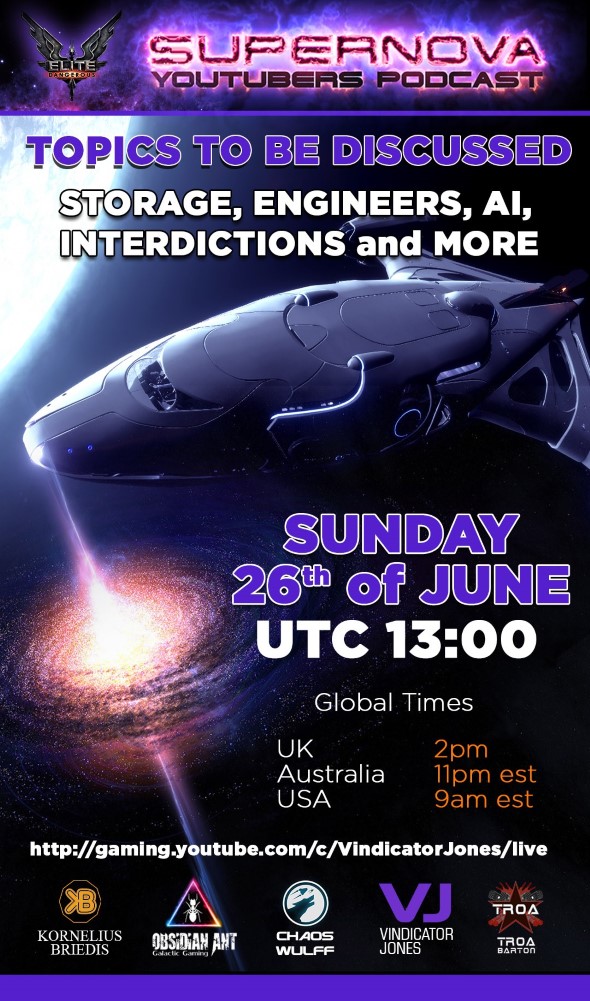 ELITE
DANGEROUS
SUPERNOVA
YOUTUBERS PODCAST
TOPICS TO BE DISCUSSED
STORAGE, ENGINEERS, AI,
INTERDICTIONS and MORE
SUNDAY
26th of JUNE
UTC 13:00
Global Times
UK 2pm
Australia 11pm est
USA 9am est
http://gaming.youtube.com/c/VindicatorJones/live
KB
KORNELIUS
BRIEDIS
OBSIDIAN ANT
Galactic Gaming
CHAOS
WULFF
VJ
VINDICATOR
JONES
TROA
TROA
BARTON